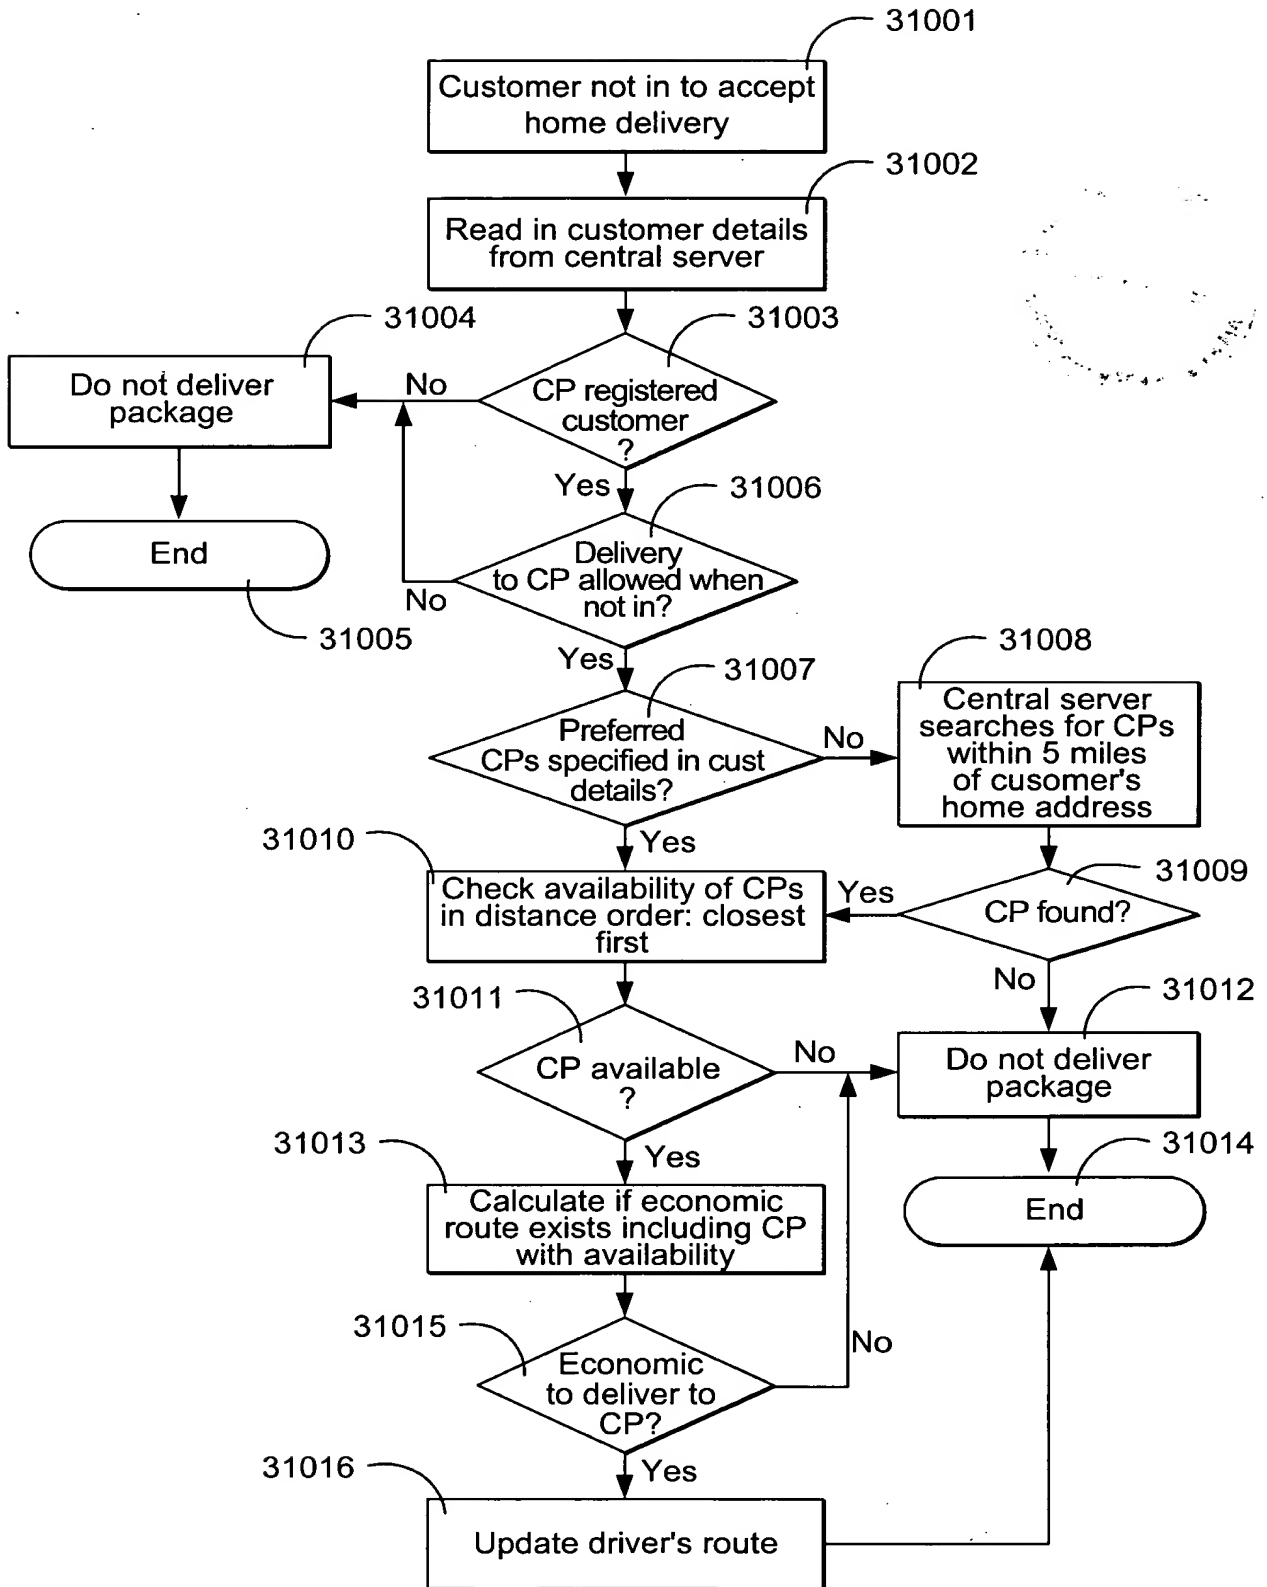 31001
Customer not in to accept
home delivery
31002
Read in customer details
from central server
31003
CP registered
customer
?
No
31004
Do not deliver
package
End
31005
Yes
31006
Delivery
to CP allowed when
not in?
No
Yes
31007
Preferred
CPs specified in cust
details?
No
31008
Central server
searches for CPs
within 5 miles
of cusomer's
home address
Yes
31010
Check availability of CPs
in distance order: closest
first
31009
CP found?
Yes
No
31011
CP available
?
No
31012
Do not deliver
package
31014
End
Yes
31013
Calculate if economic
route exists including CP
with availability
31015
Economic
to deliver to
CP?
No
Yes
31016
Update driver's route